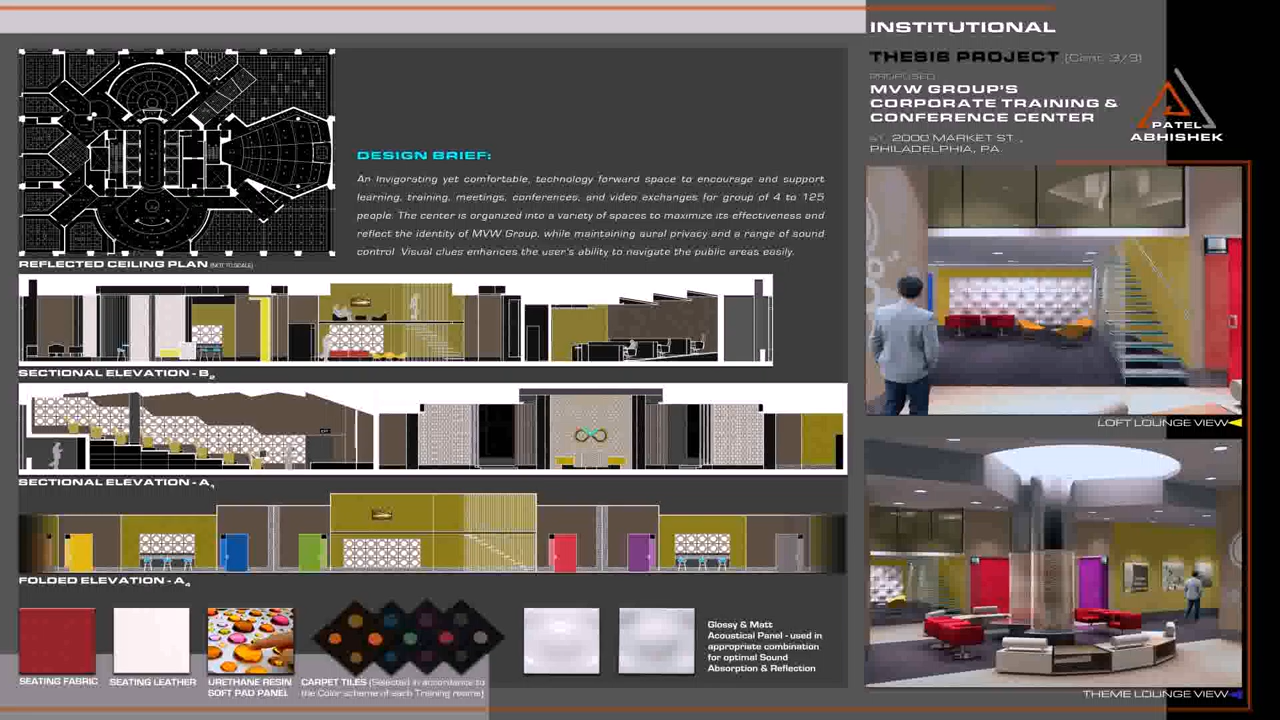 INSTITUTIONAL
THESIS PROJECT (Cont. 3/3)
PROPOSED
MVW GROUP'S
CORPORATE TRAINING &
CONFERENCE CENTER
AT 2000 MARKET ST.,
PHILADELPHIA, PA.
PATEL
ABHISHEK
DESIGN BRIEF:
An invigorating yet comfortable, technology forward space to encourage and support
learning, training, meetings, conferences, and video exchanges for group of 4 to 125
people. The center is organized into a variety of spaces to maximize its effectiveness and
reflect the identity of MVW Group, while maintaining aural privacy and a range of sound
control. Visual clues enhances the user's ability to navigate the public areas easily.
REFLECTED CEILING PLAN (NOT TO SCALE)
SECTIONAL ELEVATION - B
SECTIONAL ELEVATION - A
FOLDED ELEVATION - A
LOFT LOUNGE VIEW
THEME LOUNGE VIEW
SEATING FABRIC
SEATING LEATHER
URETHANE RESIN
SOFT PAD PANEL
CARPET TILES (Selected in accordance to
the Color scheme of each Training rooms)
Glossy & Matt
Acoustical Panel - used in
appropriate combination
for optimal Sound
Absorption & Reflection